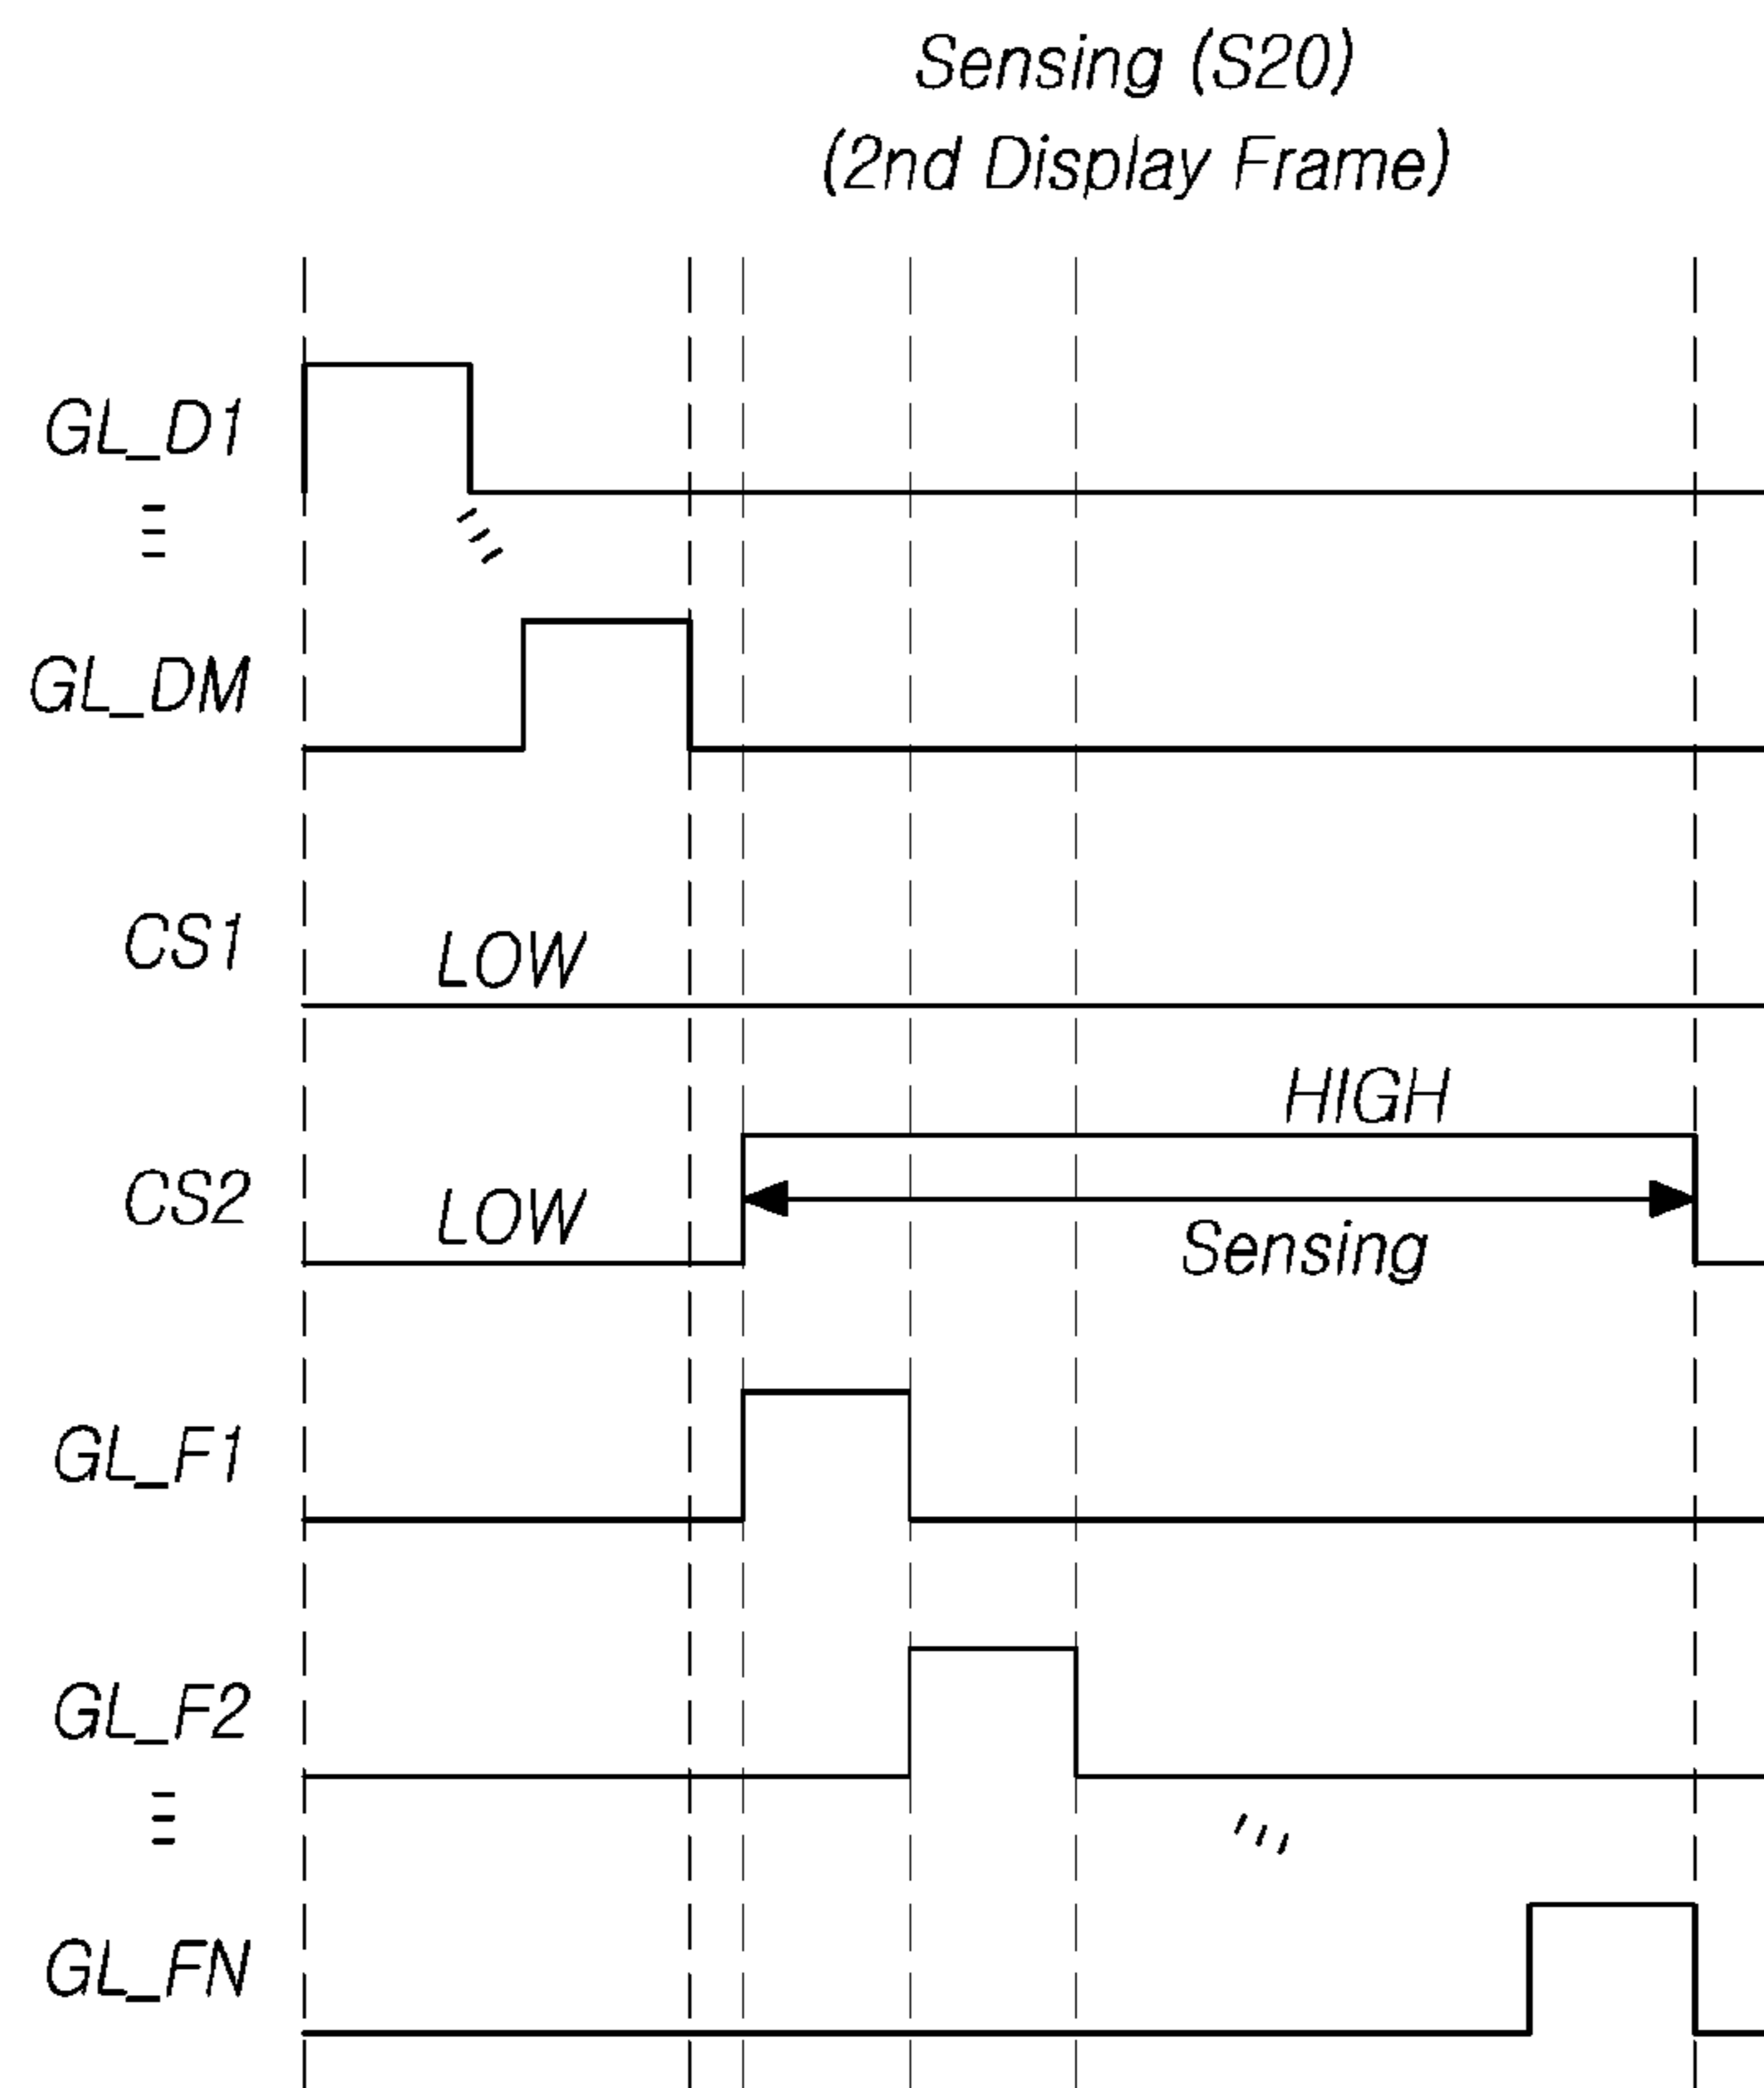 Sensing (S20)
(2nd Display Frame)
GL_D1
GL_DM
CS1
LOW
HIGH
CS2
LOW
Sensing
GL_F1
GL_F2
GL_FN